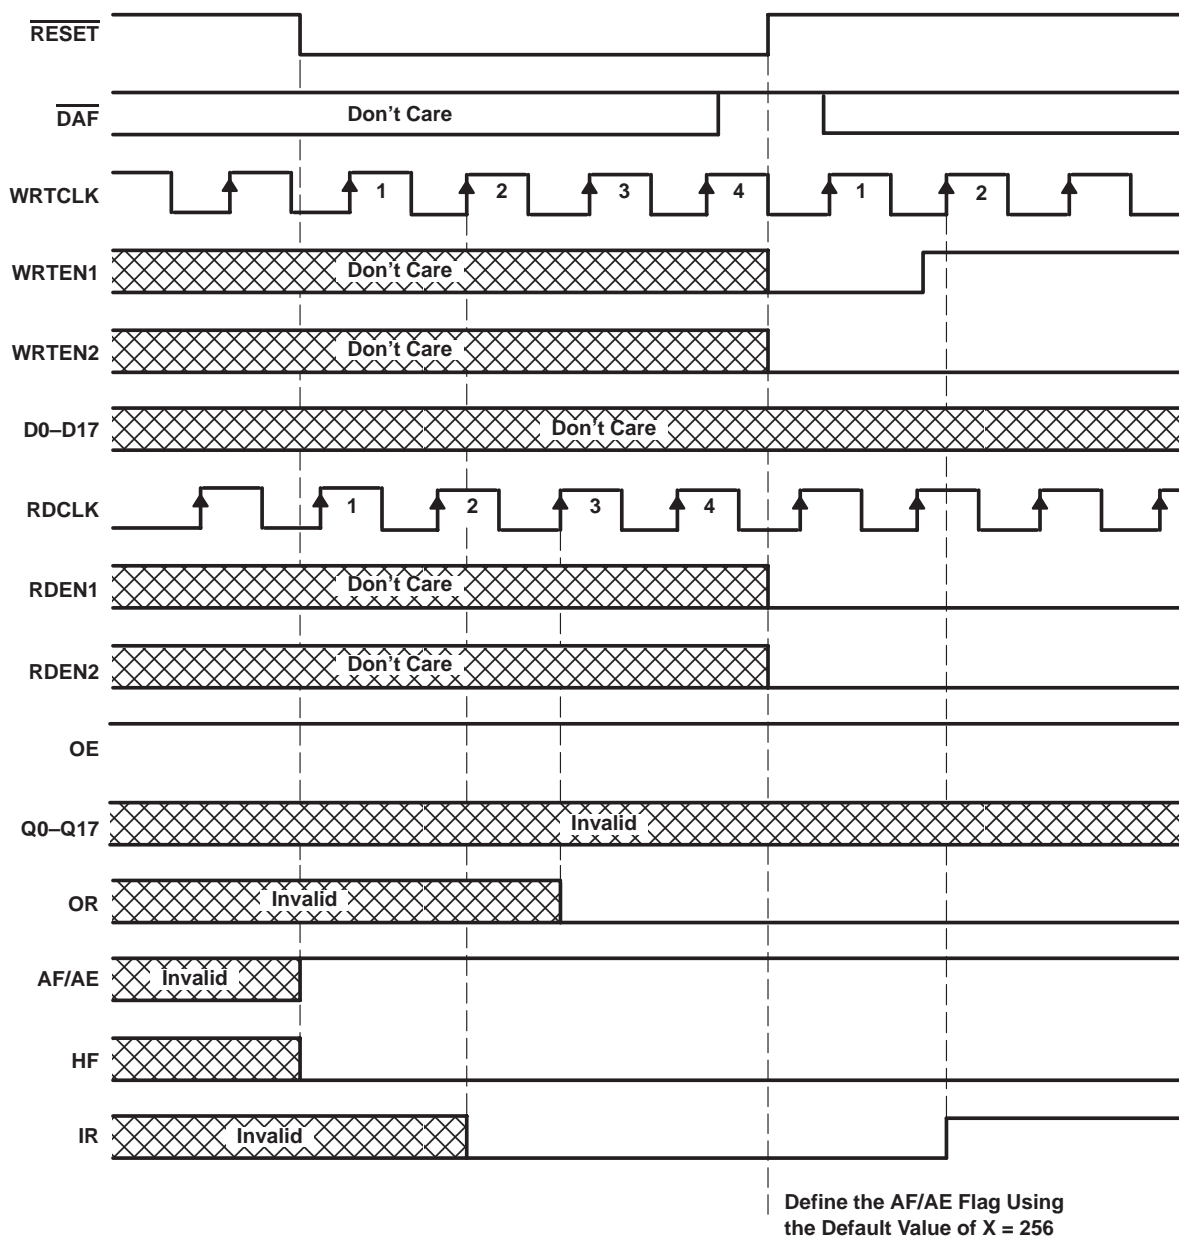 RESET
DAF Don't Care
WRTCLK 1 2 3 4 1 2
WRTEN1 Don't Care
WRTEN2 Don't Care
D0–D17 Don't Care
RDCLK 1 2 3 4
RDEN1 Don't Care
RDEN2 Don't Care
OE
Q0–Q17 Invalid
OR Invalid
AF/AE Invalid
HF
IR Invalid
Define the AF/AE Flag Using
the Default Value of X = 256